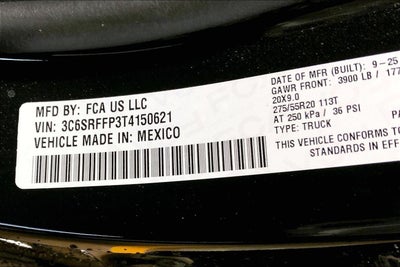 MFD BY: FCA US LLC
VIN: 3C6SRFFP3T4150621
VEHICLE MADE IN: MEXICO
DATE OF MFR (BUILT): 9-25
GAWR FRONT: 3900 LB / 177
20X9.0
275/55R20 113T
AT 250 kPa / 36 PSI
TYPE: TRUCK
THIS VEHICLE CONFORMS TO
STANDARDS IN EFF